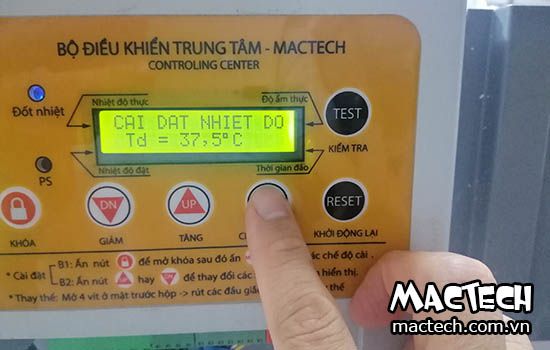 BỘ ĐIỀU KHIỂN TRUNG TÂM - MACTECH
CONTROLING CENTER
Đốt nhiệt
Nhiệt độ thực
Độ ẩm thực
CAI DAT NHIET DO
Td = 37,5°C
TEST
KIỂM TRA
PS
Nhiệt độ đặt
Thời gian đảo
DN
UP
RESET
KHÓA
GIẢM
TĂNG
KHỞI ĐỘNG LẠI
* Cài đặt
B1: Ấn nút để mở khóa sau đó ấn các chế độ cài .
B2: Ấn nút hay để thay đổi các hiển thị.
* Thay thế: Mở 4 vít ở mặt trước hộp -> rút các đầu thế
MACTECH
mactech.com.vn